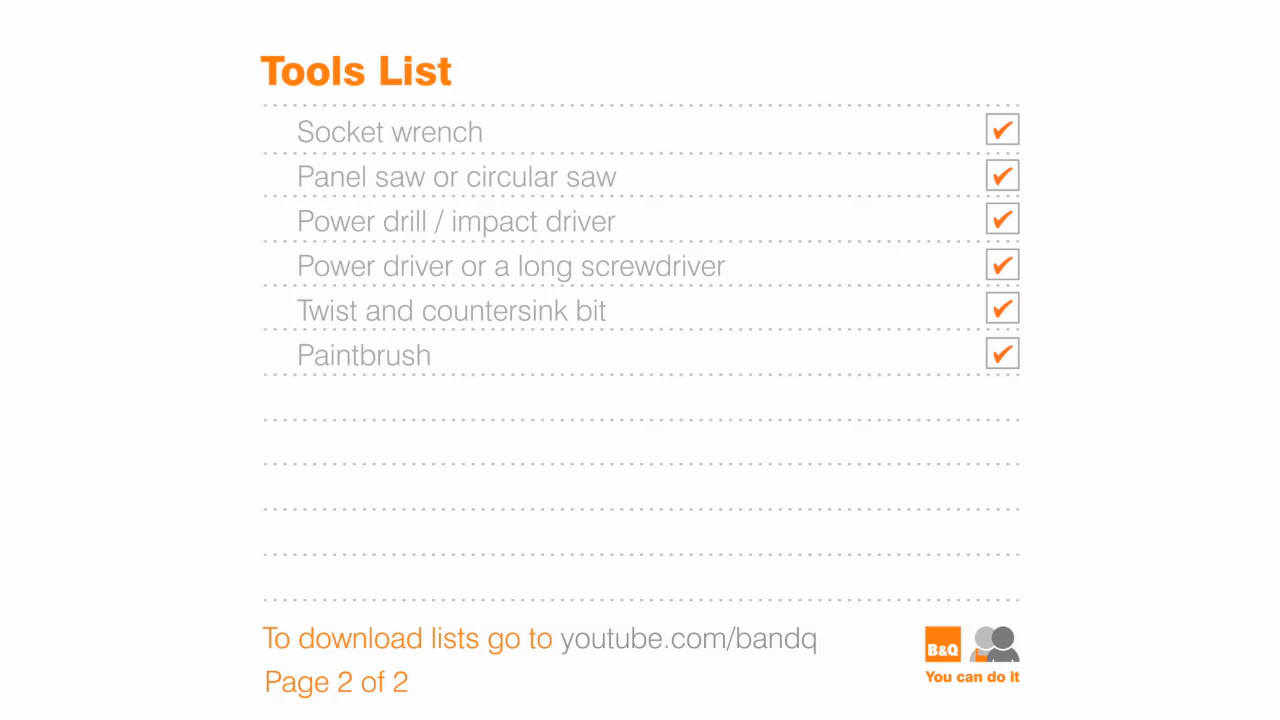 Tools List
Socket wrench
Panel saw or circular saw
Power drill / impact driver
Power driver or a long screwdriver
Twist and countersink bit
Paintbrush
To download lists go to youtube.com/bandq
Page 2 of 2
B&Q
You can do it